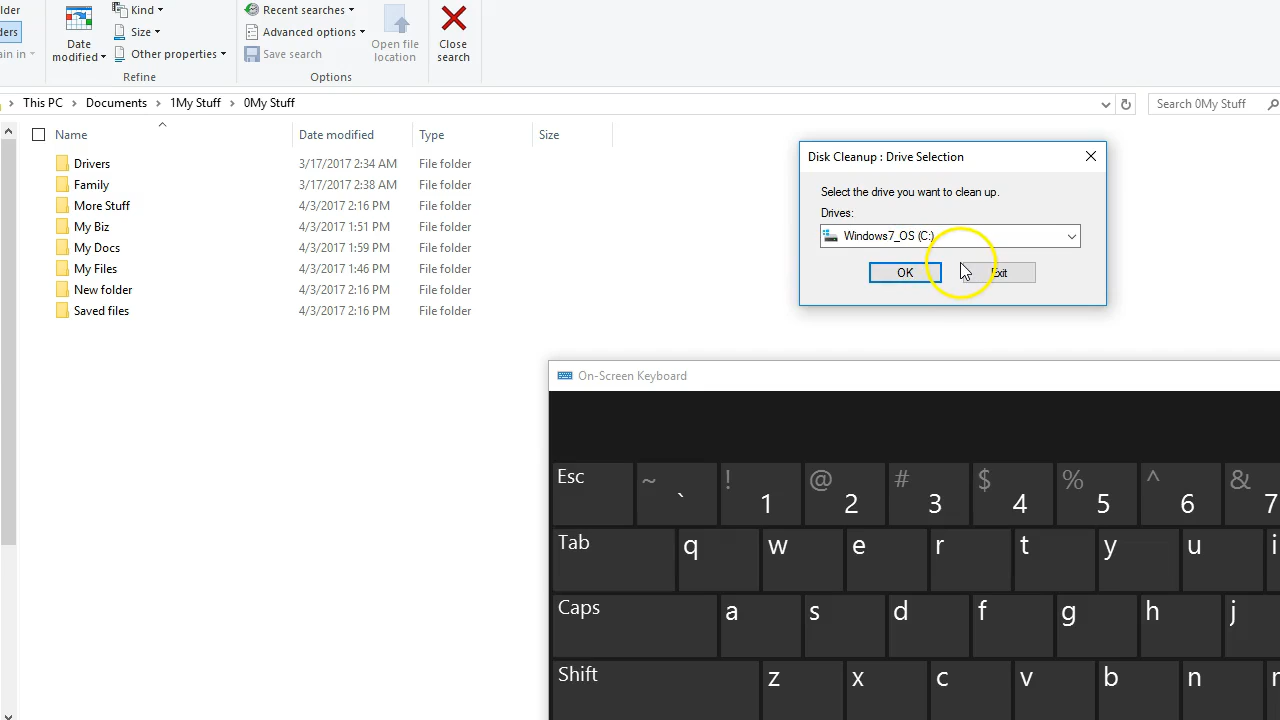 lder
Kind
Recent searches
ders
Size
Advanced options
Date modified
Other properties
Save search
Open file location
Close search
ain in
Refine
Options
This PC > Documents > 1My Stuff > 0My Stuff
Search 0My Stuff
Name Date modified Type Size
Drivers 3/17/2017 2:34 AM File folder
Family 3/17/2017 2:38 AM File folder
More Stuff 4/3/2017 2:16 PM File folder
My Biz 4/3/2017 1:51 PM File folder
My Docs 4/3/2017 1:59 PM File folder
My Files 4/3/2017 1:46 PM File folder
New folder 4/3/2017 2:16 PM File folder
Saved files 4/3/2017 2:16 PM File folder
Disk Cleanup : Drive Selection
Select the drive you want to clean up.
Drives:
Windows7_OS (C:)
OK Exit
On-Screen Keyboard
Esc ~ ` ! 1 @ 2 # 3 $ 4 % 5 ^ 6 & 7
Tab q w e r t y u i
Caps a s d f g h j
Shift z x c v b n